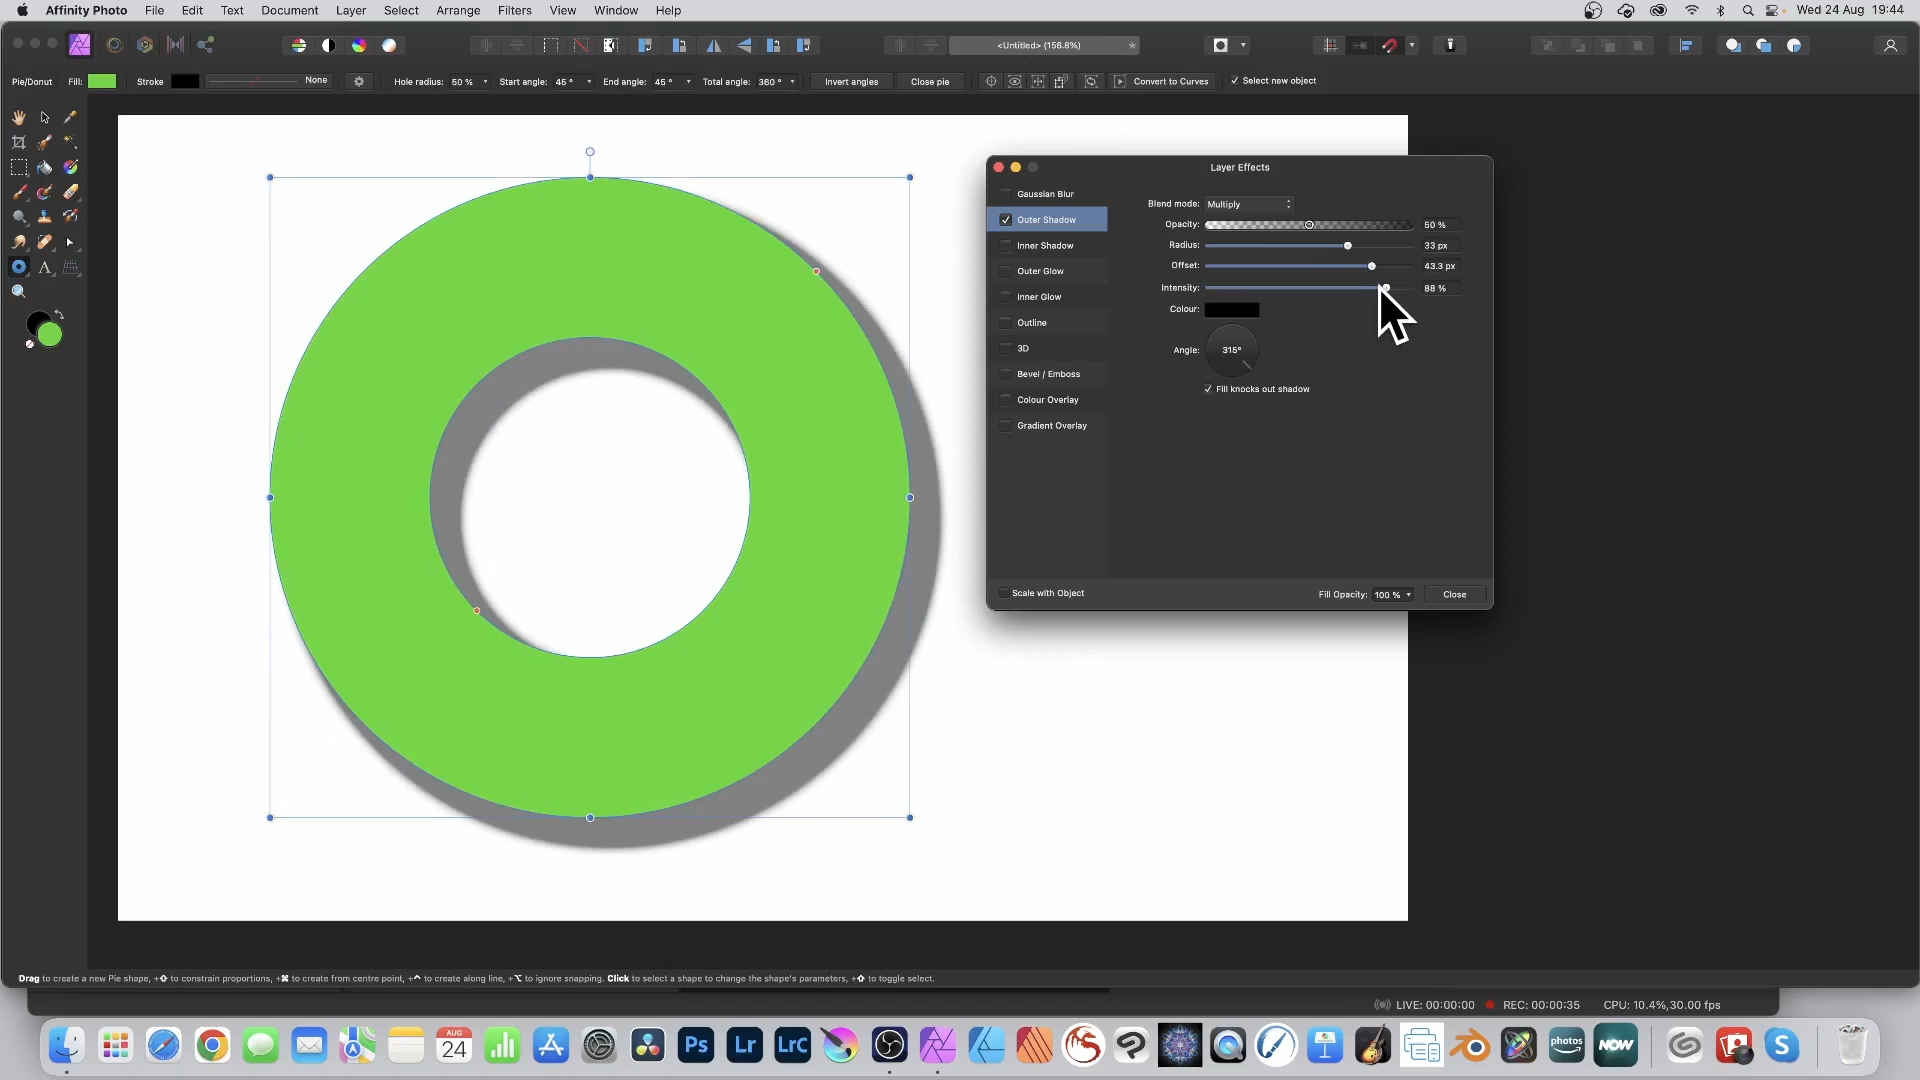 Affinity Photo File Edit Text Document Layer Select Arrange Filters View Window Help Wed 24 Aug 19:44
<Untitled> (156.8%)
Pie/Donut Fill: Stroke None Hole radius: 50 % Start angle: 45 ° End angle: 45 ° Total angle: 360 ° Invert angles Close pie Convert to Curves Select new object
Layer Effects
Gaussian Blur
Outer Shadow
Inner Shadow
Outer Glow
Inner Glow
Outline
3D
Bevel / Emboss
Colour Overlay
Gradient Overlay
Blend mode: Multiply
Opacity: 50 %
Radius: 33 px
Offset: 43.3 px
Intensity: 88 %
Colour:
Angle: 315°
Fill knocks out shadow
Scale with Object Fill Opacity: 100 % Close
Drag to create a new Pie shape, +⇧ to constrain proportions, +⌘ to create from centre point, +^ to create along line, +⌥ to ignore snapping. Click to select a shape to change the shape's parameters, +⇧ to toggle select.
LIVE: 00:00:00 REC: 00:00:35 CPU: 10.4%,30.00 fps
AUG
24
Ps
Lr
LrC
photos
NOW
S